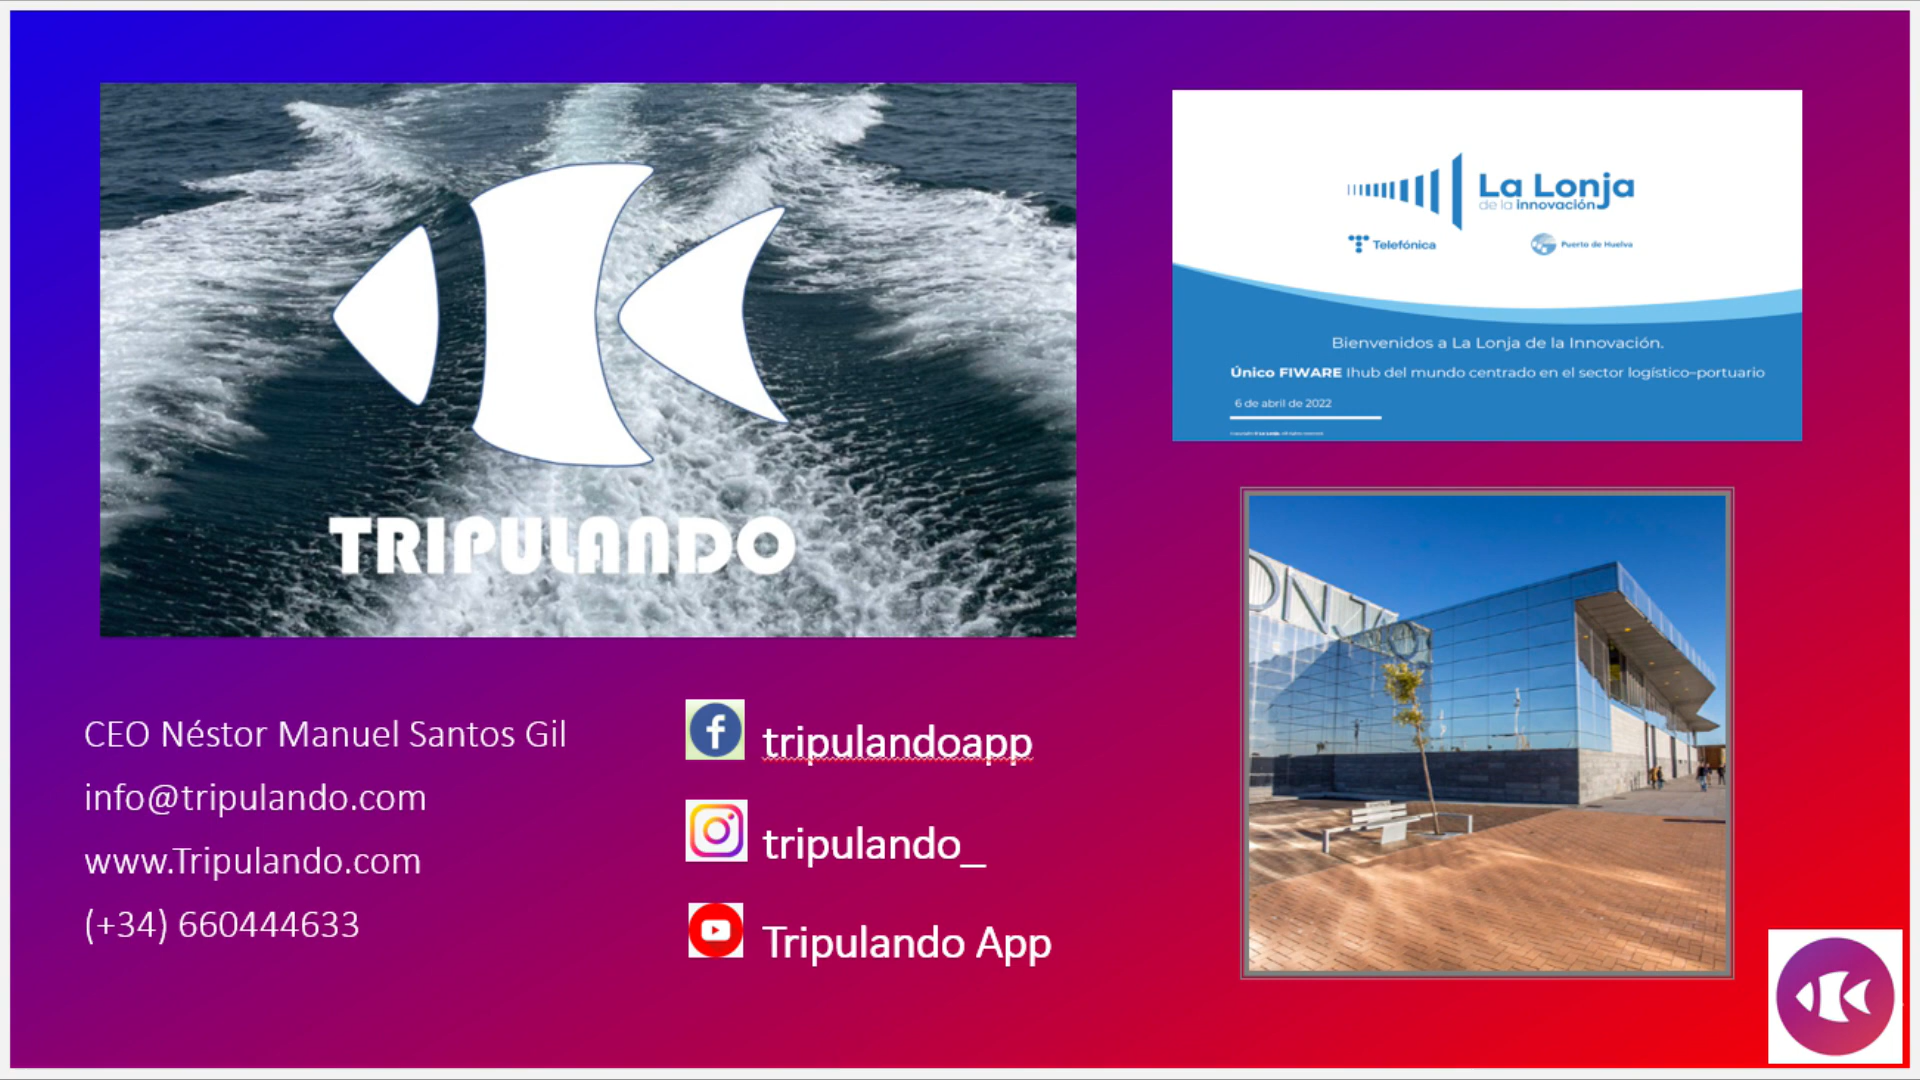 TRIPULANDO
CEO Néstor Manuel Santos Gil
info@tripulando.com
www.Tripulando.com
(+34) 660444633
tripulandoapp
tripulando_
Tripulando App
La Lonja
de la innovación
Telefónica
Puerto de Huelva
Bienvenidos a La Lonja de la Innovación.
Único FIWARE Ihub del mundo centrado en el sector logístico–portuario
6 de abril de 2022
ONJA